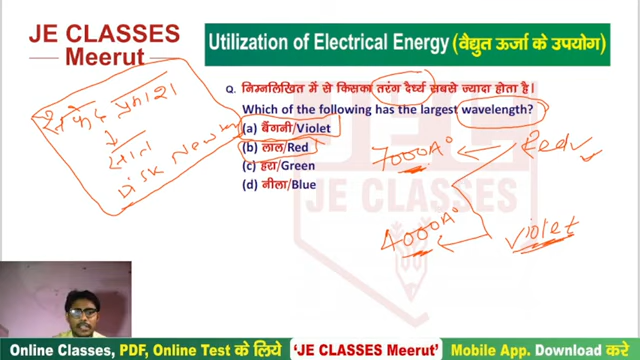 JE CLASSES
Meerut
Utilization of Electrical Energy (वैद्युत ऊर्जा के उपयोग)
Q. निम्नलिखित में से किसका तरंग दैर्ध्य सबसे ज्यादा होता है।
Which of the following has the largest wavelength?
(a) बैंगनी/Violet
(b) लाल/Red
(c) हरा/Green
(d) नीला/Blue
सफेद प्रकाश
सात
Disk New
7000A° Red
4000A° Violet
JE CLASSES
Online Classes, PDF, Online Test के लिये 'JE CLASSES Meerut' Mobile App. Download करे